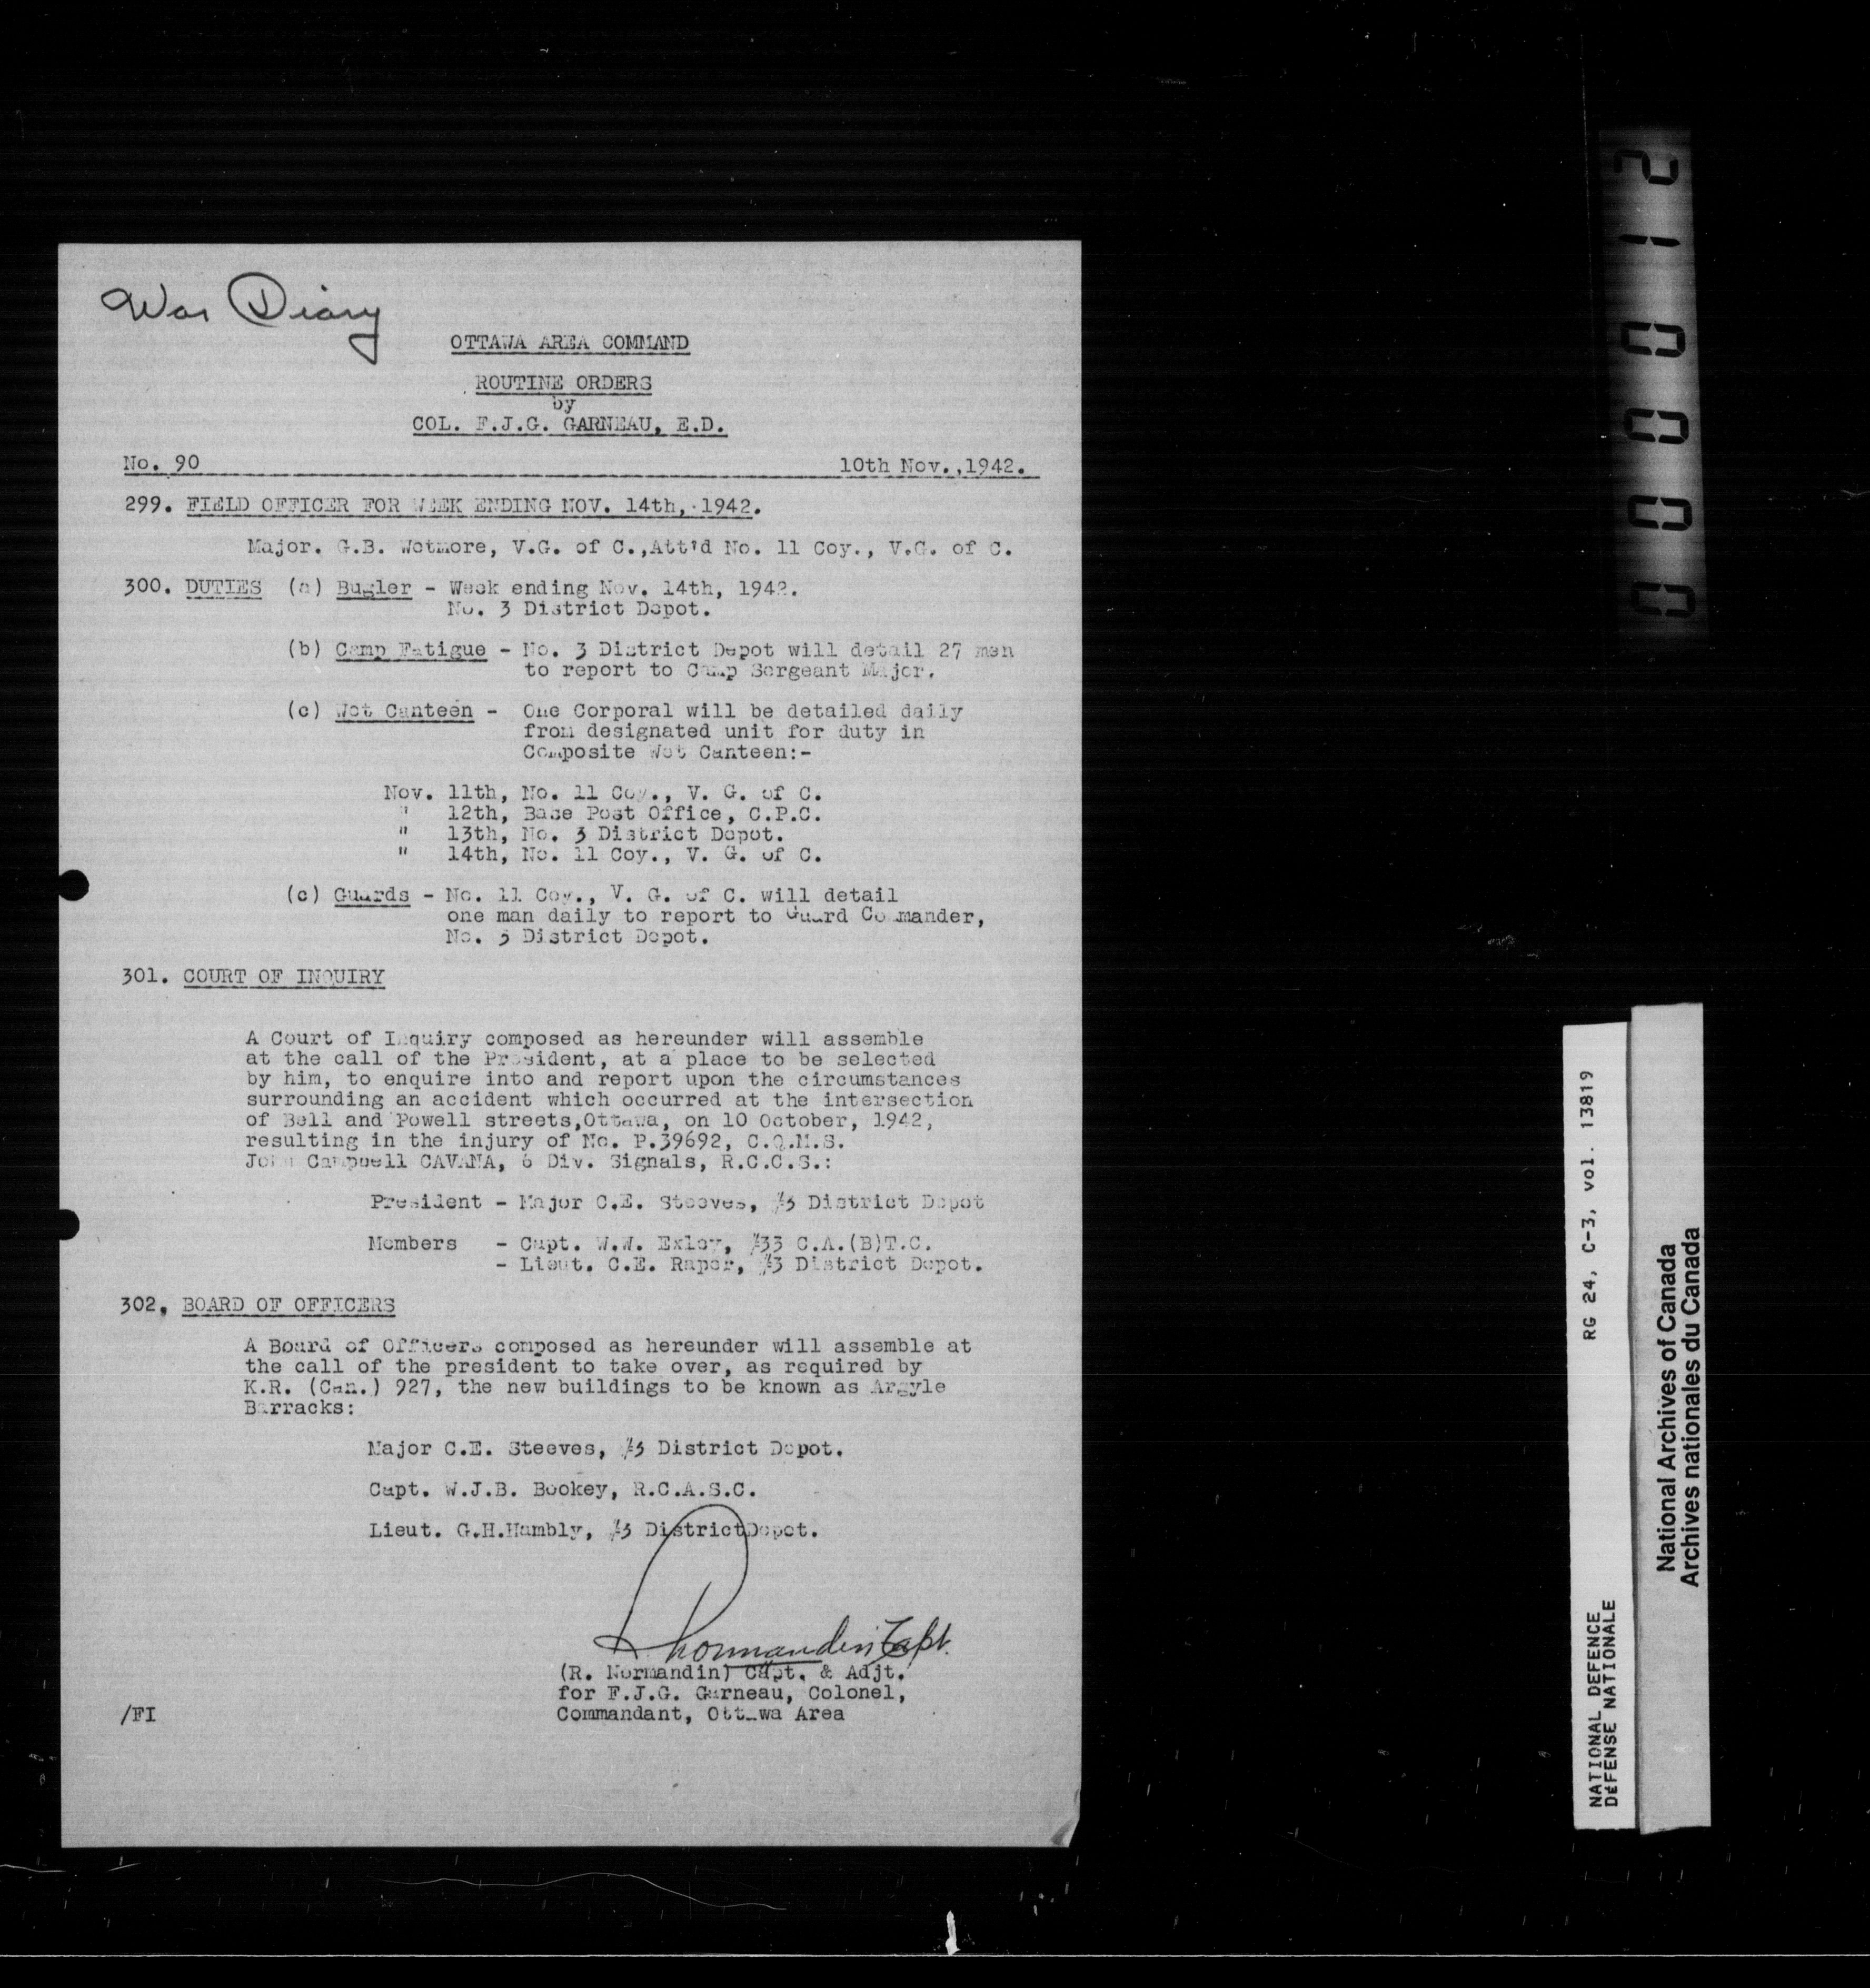 War Diary
OTTAWA AREA COMMAND
ROUTINE ORDERS
by
COL. F.J.G. GARNEAU, E.D.
No. 90 10th Nov.,1942.
299. FIELD OFFICER FOR WEEK ENDING NOV. 14th, 1942.
Major. G.B. Wetmore, V.G. of C.,Att'd No. 11 Coy., V.G. of C.
300. DUTIES (a) Bugler - Week ending Nov. 14th, 1942.
No. 3 District Depot.
(b) Camp Fatigue - No. 3 District Depot will detail 27 men
to report to Camp Sergeant Major.
(c) Wet Canteen - One Corporal will be detailed daily
from designated unit for duty in
Composite Wet Canteen:-
Nov. 11th, No. 11 Coy., V. G. of C.
" 12th, Base Post Office, C.P.C.
" 13th, No. 3 District Depot.
" 14th, No. 11 Coy., V. G. of C.
(c) Guards - No. 11 Coy., V. G. of C. will detail
one man daily to report to Guard Commander,
No. 3 District Depot.
301. COURT OF INQUIRY
A Court of Inquiry composed as hereunder will assemble
at the call of the President, at a place to be selected
by him, to enquire into and report upon the circumstances
surrounding an accident which occurred at the intersection
of Bell and Powell streets,Ottawa, on 10 October, 1942,
resulting in the injury of No. P.39692, C.Q.M.S.
John Campbell CAVANA, 6 Div. Signals, R.C.C.S.:
President - Major C.E. Steeves, #3 District Depot
Members - Capt. W.W. Exley, #33 C.A.(B)T.C.
- Lieut. C.E. Raper, #3 District Depot.
302. BOARD OF OFFICERS
A Board of Officers composed as hereunder will assemble at
the call of the president to take over, as required by
K.R. (Can.) 927, the new buildings to be known as Argyle
Barracks:
Major C.E. Steeves, #3 District Depot.
Capt. W.J.B. Bookey, R.C.A.S.C.
Lieut. G.H.Hambly, #3 DistrictDepot.
R Normandin Capt.
(R. Normandin) Capt. & Adjt.
for F.J.G. Garneau, Colonel,
/FI Commandant, Ottawa Area
000012
RG 24, C-3, vol. 13819
NATIONAL DEFENCE
DÉFENSE NATIONALE
National Archives of Canada
Archives nationales du Canada